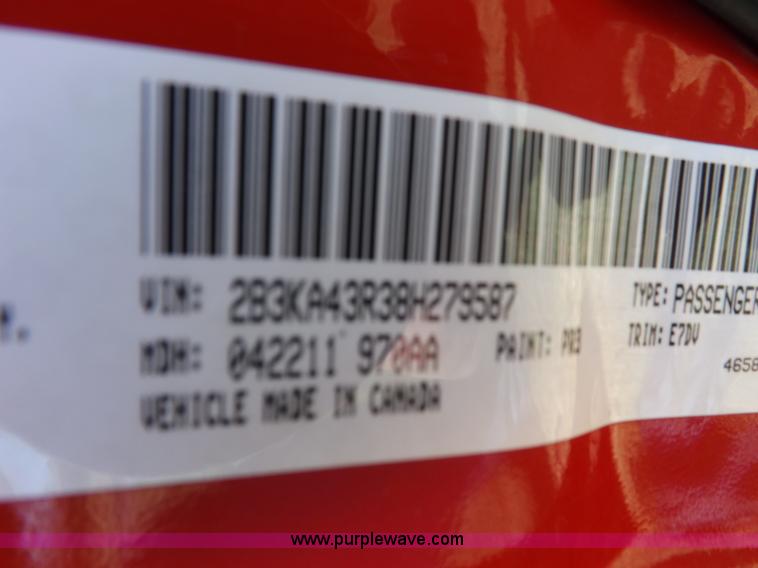 VIN: 2B3KA43R38H279587 TYPE: PASSENGER
MDH: 042211 970AA PAINT: PR3 TRIM: E7DV
4658
VEHICLE MADE IN CANADA
www.purplewave.com